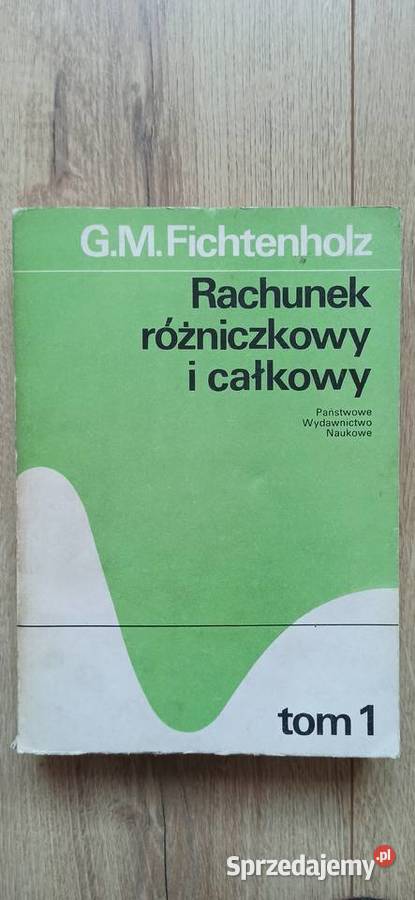 G.M. Fichtenholz
Rachunek
różniczkowy
i całkowy
Państwowe
Wydawnictwo
Naukowe
tom 1
Sprzedajemy.pl